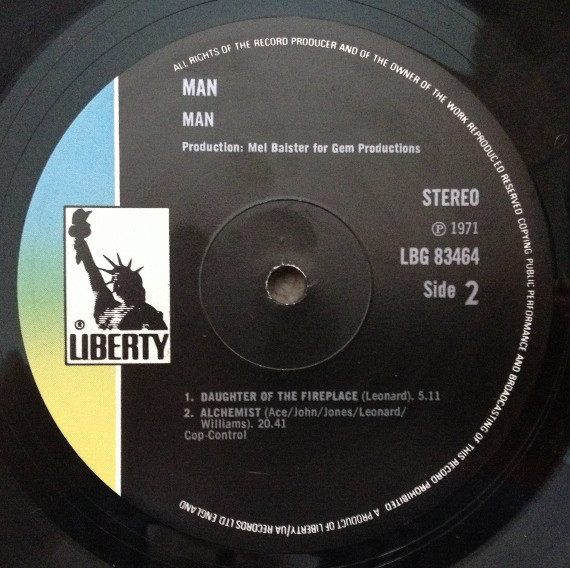 ALL RIGHTS OF THE RECORD PRODUCER AND OF THE OWNER OF THE WORK REPRODUCED RESERVED COPYING PUBLIC PERFORMANCE AND BROADCASTING OF THIS RECORD PROHIBITED A PRODUCT OF LIBERTY/UA RECORDS LTD ENGLAND
MAN
MAN
Production: Mel Baister for Gem Productions
STEREO
℗ 1971
LBG 83464
Side 2
® LIBERTY
1. DAUGHTER OF THE FIREPLACE (Leonard). 5.11
2. ALCHEMIST (Ace/John/Jones/Leonard/
Williams). 20.41
Cop-Control